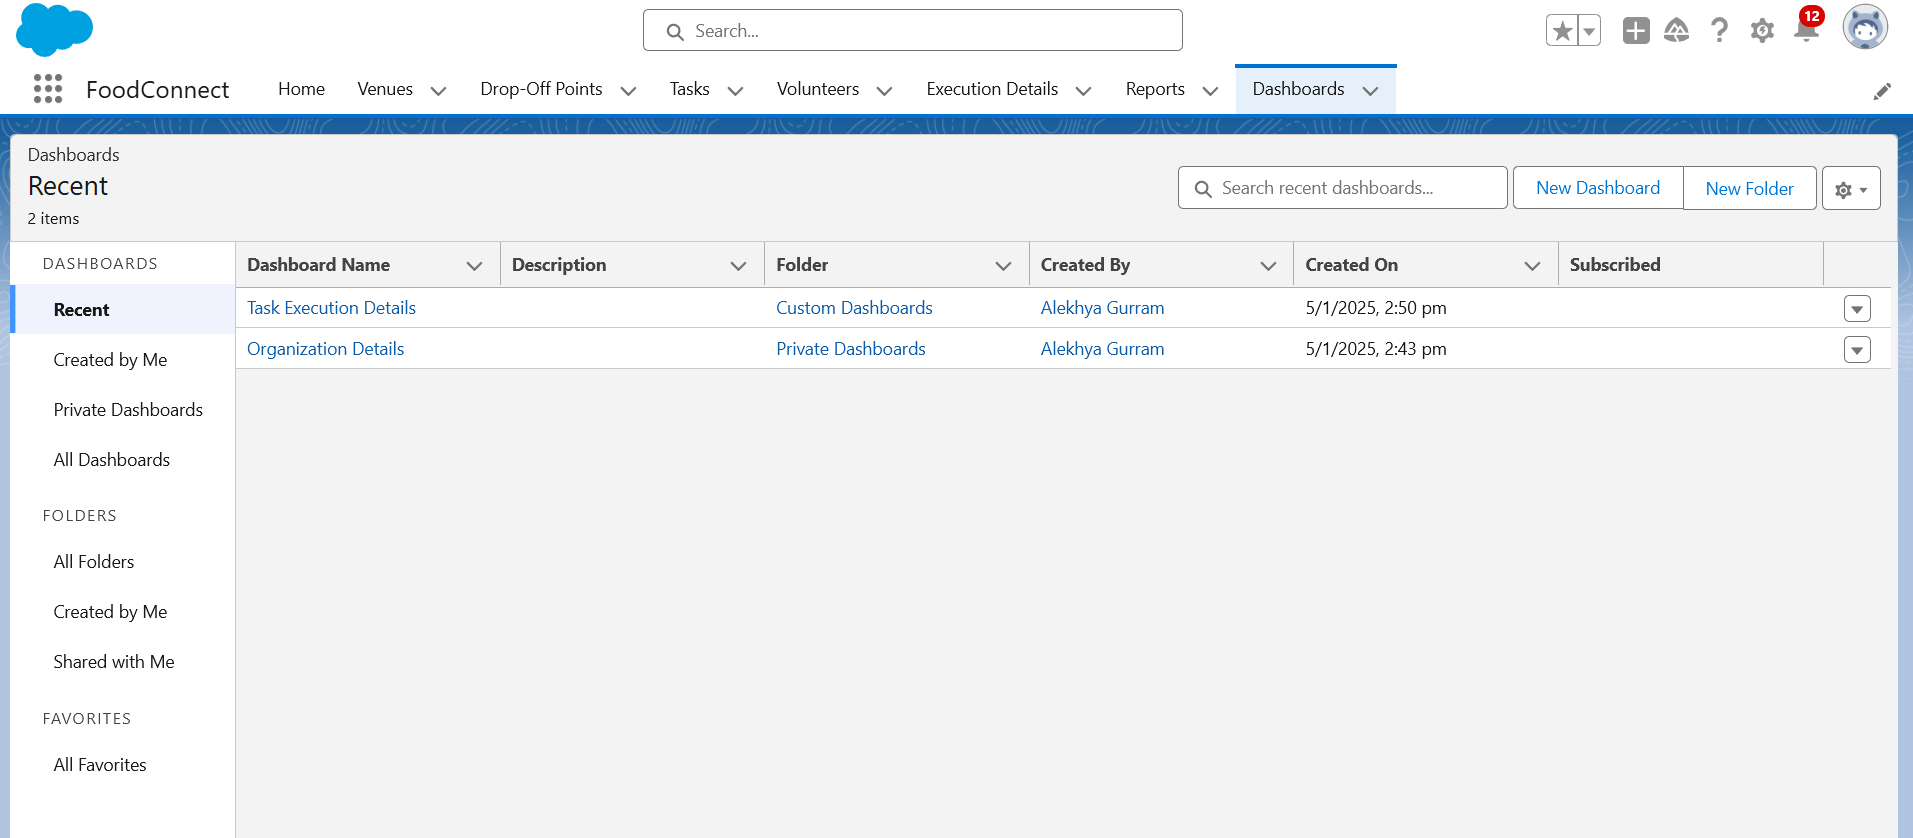 Search...
12
FoodConnect Home Venues Drop-Off Points Tasks Volunteers Execution Details Reports Dashboards
Dashboards
Recent
2 items
Search recent dashboards...
New Dashboard
New Folder
DASHBOARDS
Recent
Created by Me
Private Dashboards
All Dashboards
FOLDERS
All Folders
Created by Me
Shared with Me
FAVORITES
All Favorites
Dashboard Name Description Folder Created By Created On Subscribed
Task Execution Details Custom Dashboards Alekhya Gurram 5/1/2025, 2:50 pm
Organization Details Private Dashboards Alekhya Gurram 5/1/2025, 2:43 pm